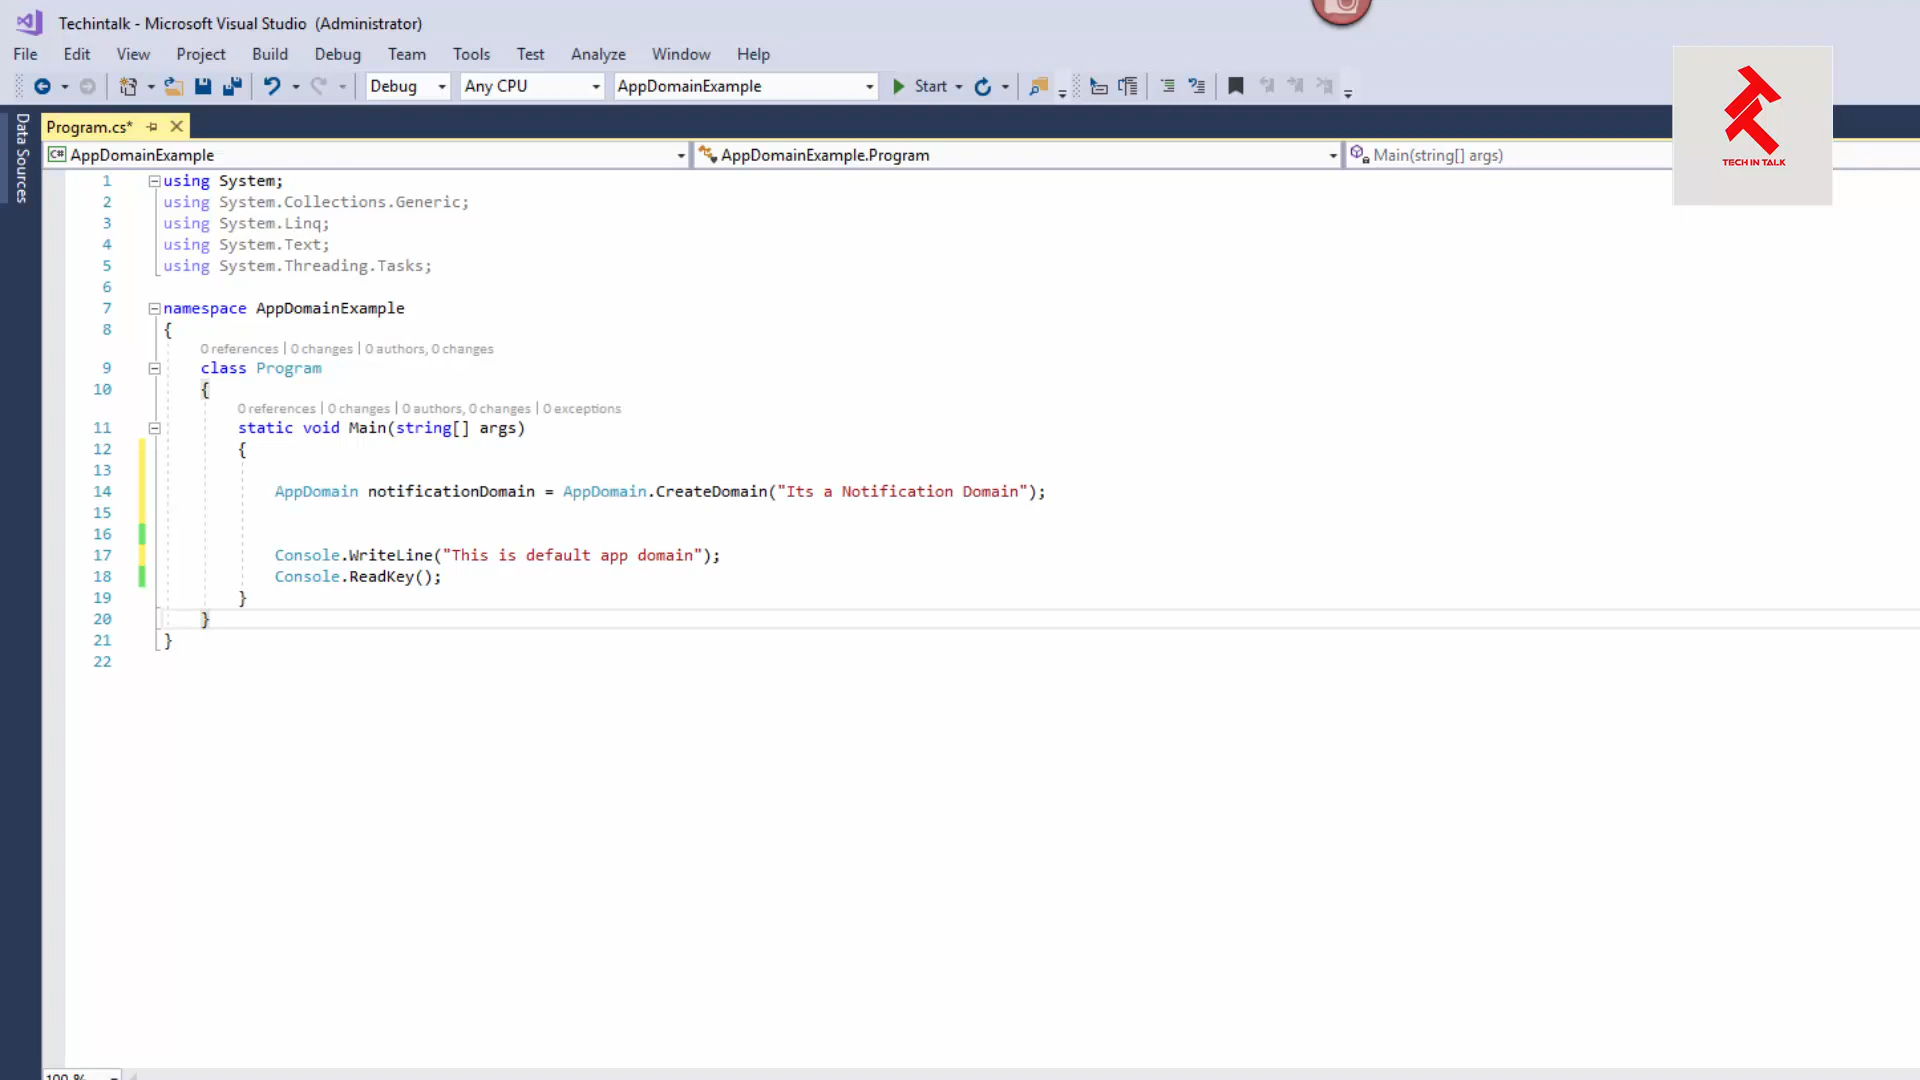 Techintalk - Microsoft Visual Studio (Administrator)
File Edit View Project Build Debug Team Tools Test Analyze Window Help
Debug Any CPU AppDomainExample Start
TECH IN TALK
Data Sources
Program.cs*
C# AppDomainExample AppDomainExample.Program Main(string[] args)
1 using System;
2 using System.Collections.Generic;
3 using System.Linq;
4 using System.Text;
5 using System.Threading.Tasks;
6
7 namespace AppDomainExample
8 {
0 references | 0 changes | 0 authors, 0 changes
9 class Program
10 {
0 references | 0 changes | 0 authors, 0 changes | 0 exceptions
11 static void Main(string[] args)
12 {
13
14 AppDomain notificationDomain = AppDomain.CreateDomain("Its a Notification Domain");
15
16
17 Console.WriteLine("This is default app domain");
18 Console.ReadKey();
19 }
20 }
21 }
22
100 %